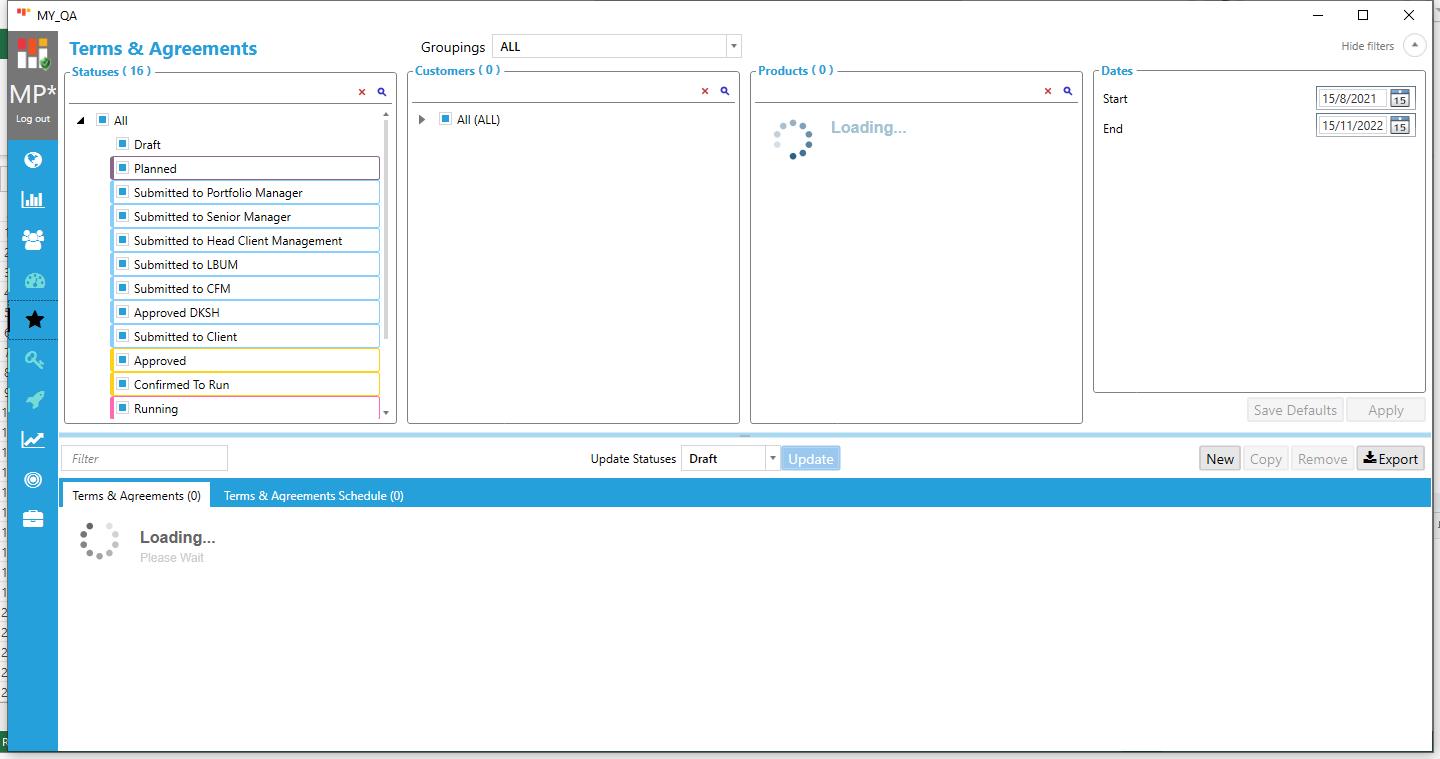 MY_QA
MP*
Log out
Terms & Agreements
Groupings ALL
Hide filters
Statuses ( 16 )
All
Draft
Planned
Submitted to Portfolio Manager
Submitted to Senior Manager
Submitted to Head Client Management
Submitted to LBUM
Submitted to CFM
Approved DKSH
Submitted to Client
Approved
Confirmed To Run
Running
Customers ( 0 )
All (ALL)
Products ( 0 )
Loading...
Dates
Start 15/8/2021 15
End 15/11/2022 15
Save Defaults Apply
Filter Update Statuses Draft Update New Copy Remove Export
Terms & Agreements (0) Terms & Agreements Schedule (0)
Loading...
Please Wait